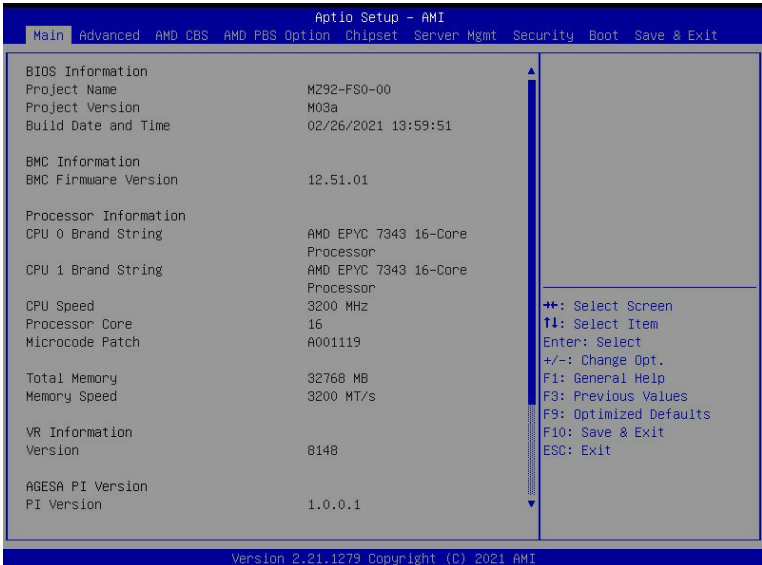 Aptio Setup – AMI
Main Advanced AMD CBS AMD PBS Option Chipset Server Mgmt Security Boot Save & Exit
BIOS Information
Project Name MZ92-FS0-00
Project Version M03a
Build Date and Time 02/26/2021 13:59:51
BMC Information
BMC Firmware Version 12.51.01
Processor Information
CPU 0 Brand String AMD EPYC 7343 16-Core
Processor
CPU 1 Brand String AMD EPYC 7343 16-Core
Processor
CPU Speed 3200 MHz
Processor Core 16
Microcode Patch A001119
Total Memory 32768 MB
Memory Speed 3200 MT/s
VR Information
Version 8148
AGESA PI Version
PI Version 1.0.0.1
→←: Select Screen
↑↓: Select Item
Enter: Select
+/-: Change Opt.
F1: General Help
F3: Previous Values
F9: Optimized Defaults
F10: Save & Exit
ESC: Exit
Version 2.21.1279 Copyright (C) 2021 AMI